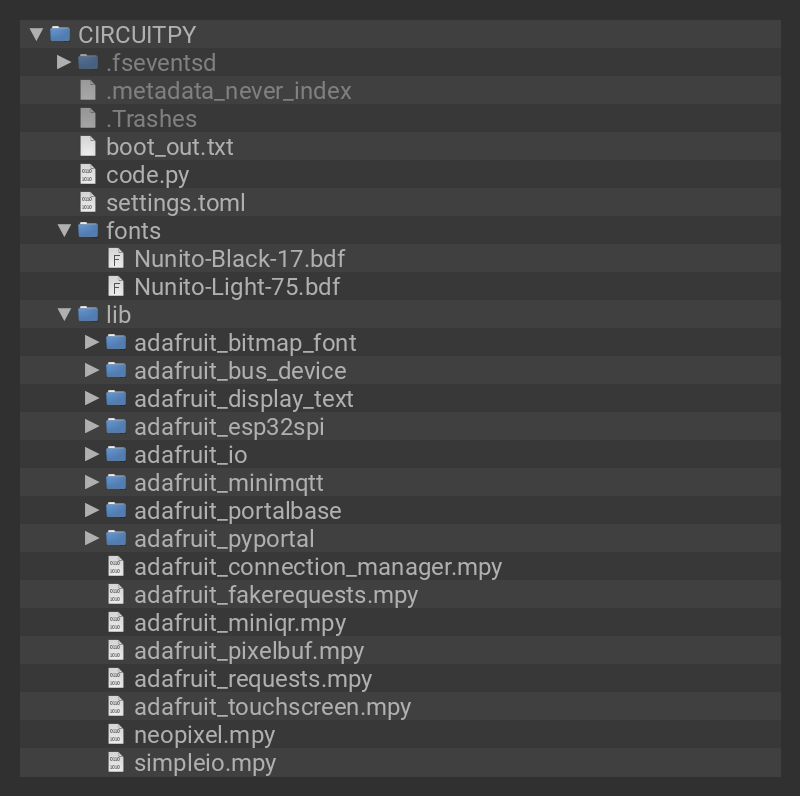 CIRCUITPY
.fseventsd
.metadata_never_index
.Trashes
boot_out.txt
code.py
settings.toml
fonts
Nunito-Black-17.bdf
Nunito-Light-75.bdf
lib
adafruit_bitmap_font
adafruit_bus_device
adafruit_display_text
adafruit_esp32spi
adafruit_io
adafruit_minimqtt
adafruit_portalbase
adafruit_pyportal
adafruit_connection_manager.mpy
adafruit_fakerequests.mpy
adafruit_miniqr.mpy
adafruit_pixelbuf.mpy
adafruit_requests.mpy
adafruit_touchscreen.mpy
neopixel.mpy
simpleio.mpy